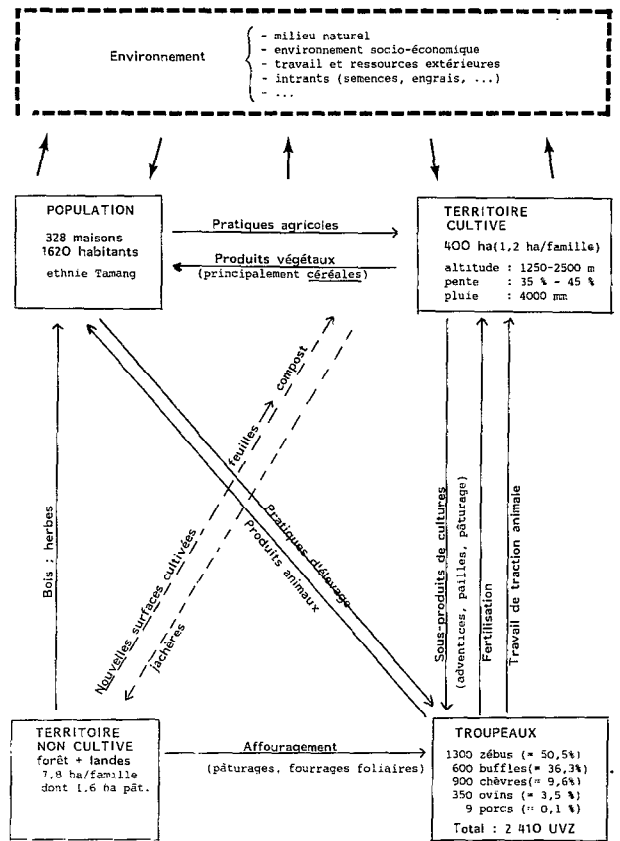 Environnement
- milieu naturel
- environnement socio-économique
- travail et ressources extérieures
- intrants (semences, engrais, ...)
- ...
POPULATION
328 maisons
1620 habitants
ethnie Tamang
Pratiques agricoles
Produits végétaux
(principalement céréales)
TERRITOIRE
CULTIVE
400 ha(1,2 ha/famille)
altitude : 1250-2500 m
pente : 35 % - 45 %
pluie : 4000 mm
Bois ; herbes
Nouvelles surfaces cultivées
feuilles
compost
jachères
Pratiques d'élevage
Produits animaux
Sous-produits de cultures
(adventices, pailles, pâturage)
Fertilisation
Travail de traction animale
TERRITOIRE
NON CULTIVE
forêt + landes
7,8 ha/famille
dont 1.6 ha pât.
Affouragement
(pâturages, fourrages foliaires)
TROUPEAUX
1300 zébus (= 50,5%)
600 buffles(= 36,3%)
900 chèvres(= 9,6%)
350 ovins (= 3,5 %)
9 porcs (= 0,1 %)
Total : 2 410 UVZ